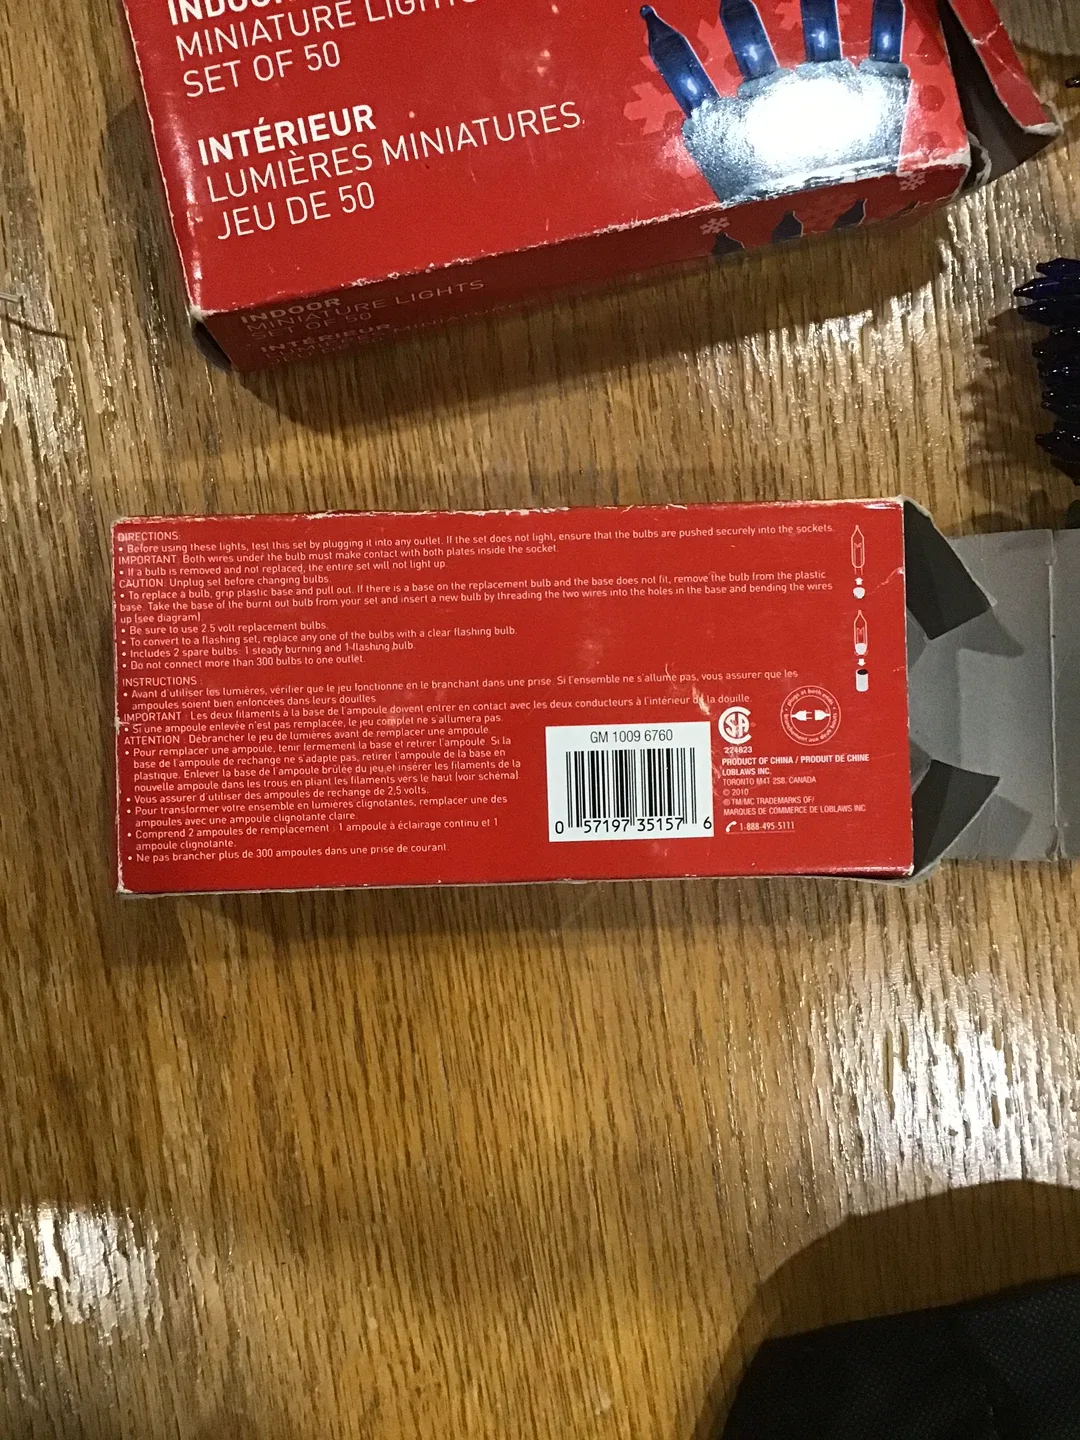 INDOOR
MINIATURE LIGHTS
SET OF 50
INTÉRIEUR
LUMIÈRES MINIATURES
JEU DE 50
INDOOR
MINIATURE LIGHTS
SET OF 50
INTÉRIEUR
DIRECTIONS:
• Before using these lights, test this set by plugging it into any outlet. If the set does not light, ensure that the bulbs are pushed securely into the sockets.
IMPORTANT: Both wires under the bulb must make contact with both plates inside the socket.
• If a bulb is removed and not replaced, the entire set will not light up.
CAUTION: Unplug set before changing bulbs.
• To replace a bulb, grip plastic base and pull out. If there is a base on the replacement bulb and the base does not fit, remove the bulb from the plastic
base. Take the base of the burnt out bulb from your set and insert a new bulb by threading the two wires into the holes in the base and bending the wires
up (see diagram).
• Be sure to use 2.5 volt replacement bulbs.
• To convert to a flashing set, replace any one of the bulbs with a clear flashing bulb.
• Includes 2 spare bulbs: 1 steady burning and 1-flashing bulb.
• Do not connect more than 300 bulbs to one outlet.
INSTRUCTIONS :
• Avant d'utiliser les lumières, vérifier que le jeu fonctionne en le branchant dans une prise. Si l'ensemble ne s'allume pas, vous assurer que les
ampoules soient bien enfoncées dans leurs douilles.
IMPORTANT : Les deux filaments à la base de l'ampoule doivent entrer en contact avec les deux conducteurs à l'intérieur de la douille.
• Si une ampoule enlevée n'est pas remplacée, le jeu complet ne s'allumera pas.
ATTENTION : Débrancher le jeu de lumières avant de remplacer une ampoule.
• Pour remplacer une ampoule, tenir fermement la base et retirer l'ampoule. Si la
base de l'ampoule de rechange ne s'adapte pas, retirer l'ampoule de la base en
plastique. Enlever la base de l'ampoule brûlée du jeu et insérer les filaments de la
nouvelle ampoule dans les trous en pliant les filaments vers le haut (voir schéma).
• Vous assurer d'utiliser des ampoules de rechange de 2,5 volts.
• Pour transformer votre ensemble en lumières clignotantes, remplacer une des
ampoules avec une ampoule clignotante claire.
• Comprend 2 ampoules de remplacement : 1 ampoule à éclairage continu et 1
ampoule clignotante.
• Ne pas brancher plus de 300 ampoules dans une prise de courant.
GM 1009 6760
0 57197 35157 6
SA
224823
PRODUCT OF CHINA / PRODUIT DE CHINE
LOBLAWS INC.
TORONTO M4T 2S8, CANADA
© 2010
®TM/MC TRADEMARKS OF/
MARQUES DE COMMERCE DE LOBLAWS INC
1-888-495-5111